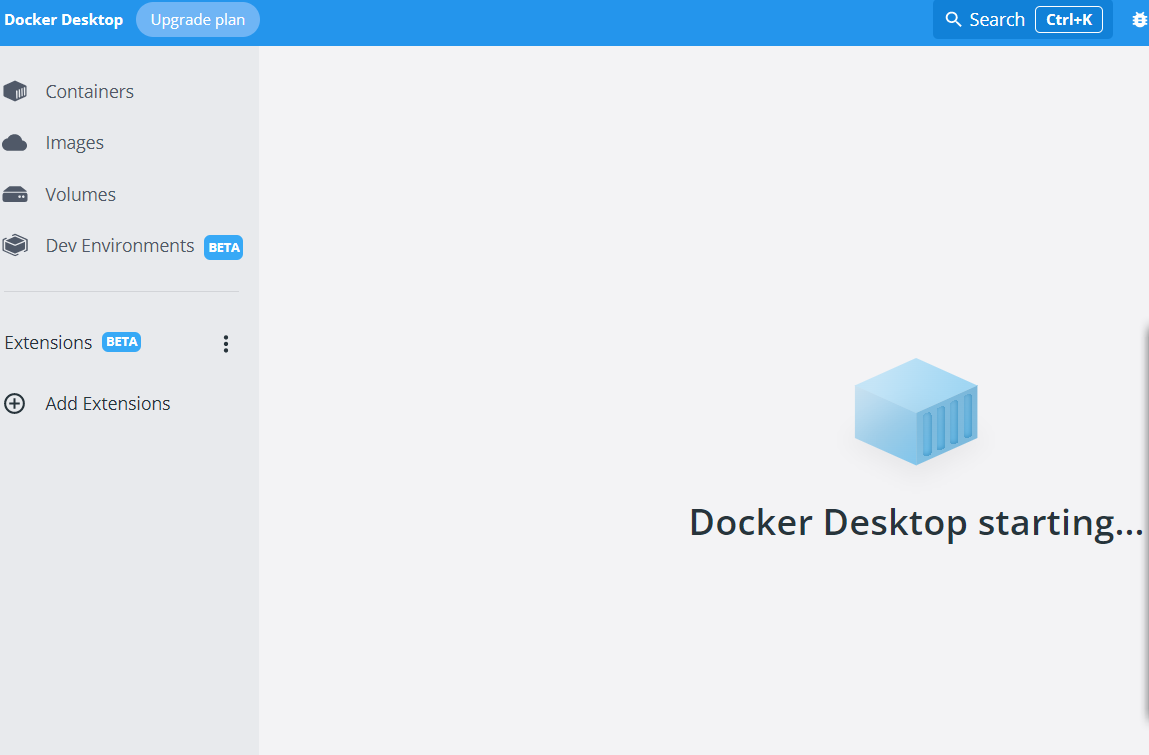 Docker Desktop Upgrade plan Search Ctrl+K
Containers
Images
Volumes
Dev Environments BETA
Extensions BETA
Add Extensions
Docker Desktop starting...